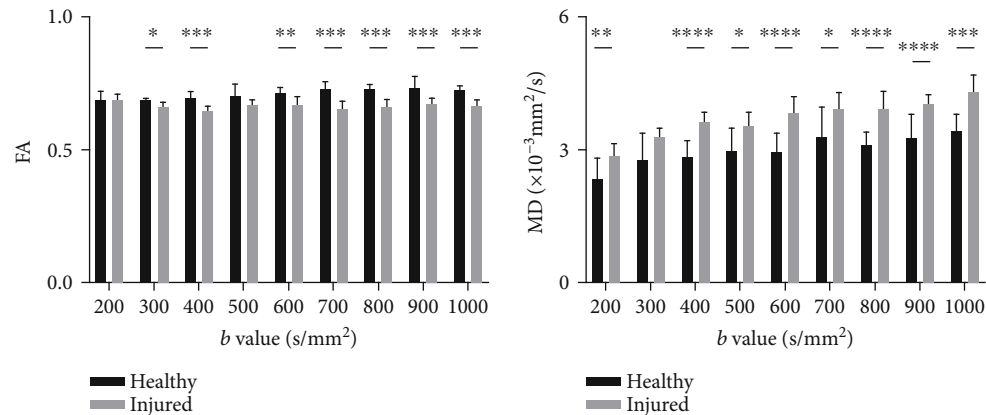 1.0
* *** ** *** *** *** ***
0.5
FA
0.0
200 300 400 500 600 700 800 900 1000
b value (s/mm²)
Healthy
Injured
6
** **** * **** * **** **** ***
3
MD (×10⁻³mm²/s)
0
200 300 400 500 600 700 800 900 1000
b value (s/mm²)
Healthy
Injured